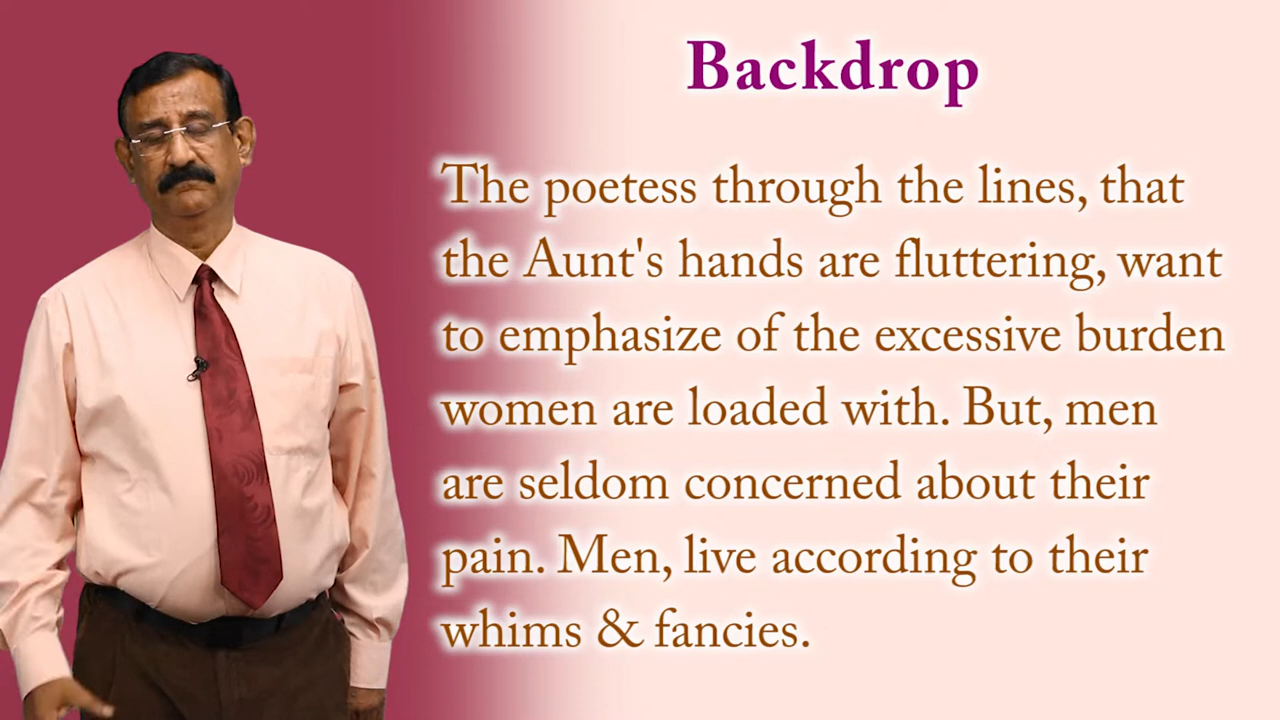 Backdrop
The poetess through the lines, that
the Aunt's hands are fluttering, want
to emphasize of the excessive burden
women are loaded with. But, men
are seldom concerned about their
pain. Men, live according to their
whims & fancies.